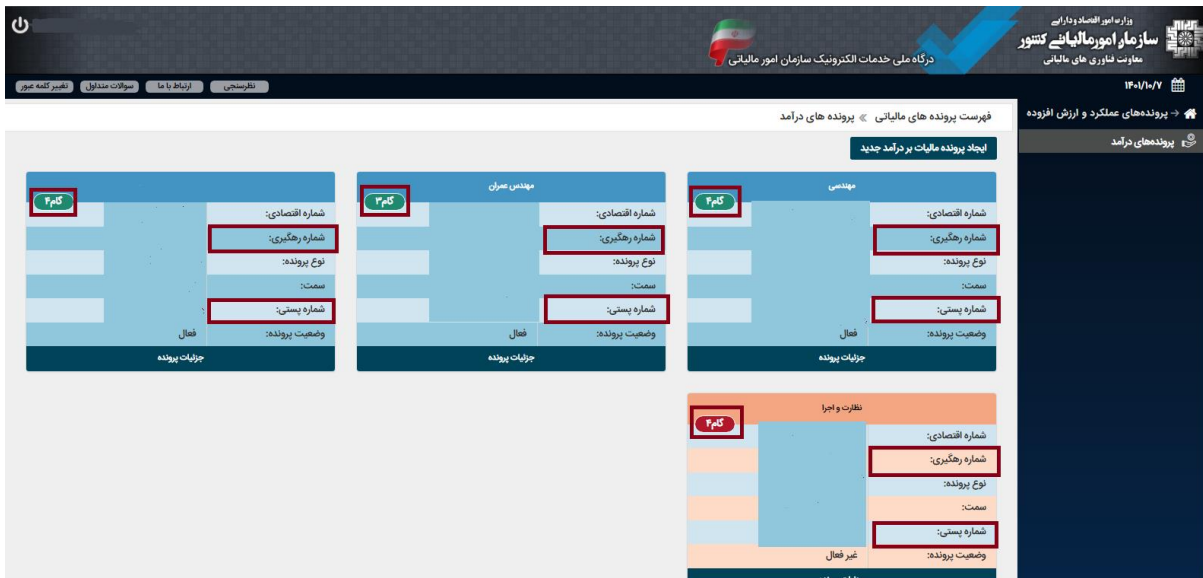 وزارت امور اقتصاد و دارایی
سازمان امور مالیاتی کشور
معاونت فناوری های مالیاتی
درگاه ملی خدمات الکترونیک سازمان امور مالیاتی
۱۴۰۱/۱۰/۷
نظرسنجی
ارتباط با ما
سوالات متداول
تغییر کلمه عبور
پرونده‌های عملکرد و ارزش افزوده
پرونده‌های درآمد
فهرست پرونده های مالیاتی » پرونده های درآمد
ایجاد پرونده مالیات بر درآمد جدید
مهندسی
گام۴
شماره اقتصادی:
شماره رهگیری:
نوع پرونده:
سمت:
شماره پستی:
وضعیت پرونده: فعال
جزئیات پرونده
مهندس عمران
گام۳
شماره اقتصادی:
شماره رهگیری:
نوع پرونده:
سمت:
شماره پستی:
وضعیت پرونده: فعال
جزئیات پرونده
گام۴
شماره اقتصادی:
شماره رهگیری:
نوع پرونده:
سمت:
شماره پستی:
وضعیت پرونده: فعال
جزئیات پرونده
نظارت و اجرا
گام۴
شماره اقتصادی:
شماره رهگیری:
نوع پرونده:
سمت:
شماره پستی:
وضعیت پرونده: غیر فعال